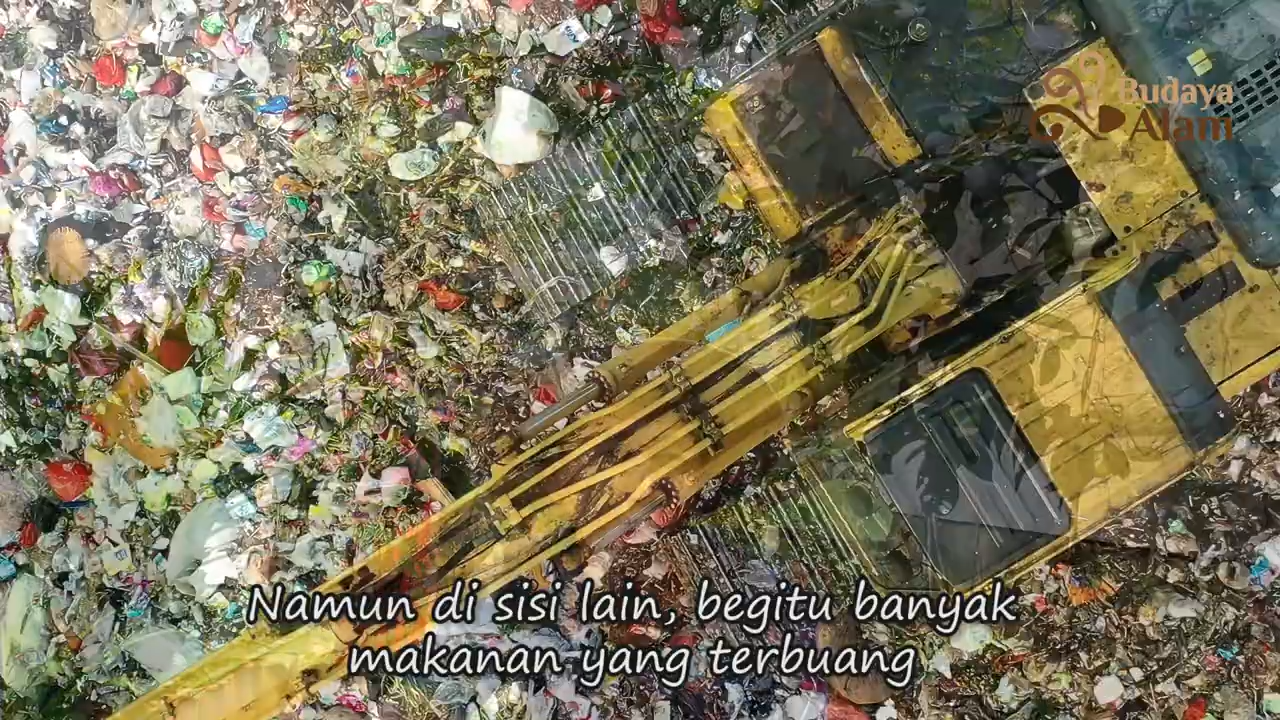 Budaya
Alam
Namun di sisi lain, begitu banyak
makanan yang terbuang